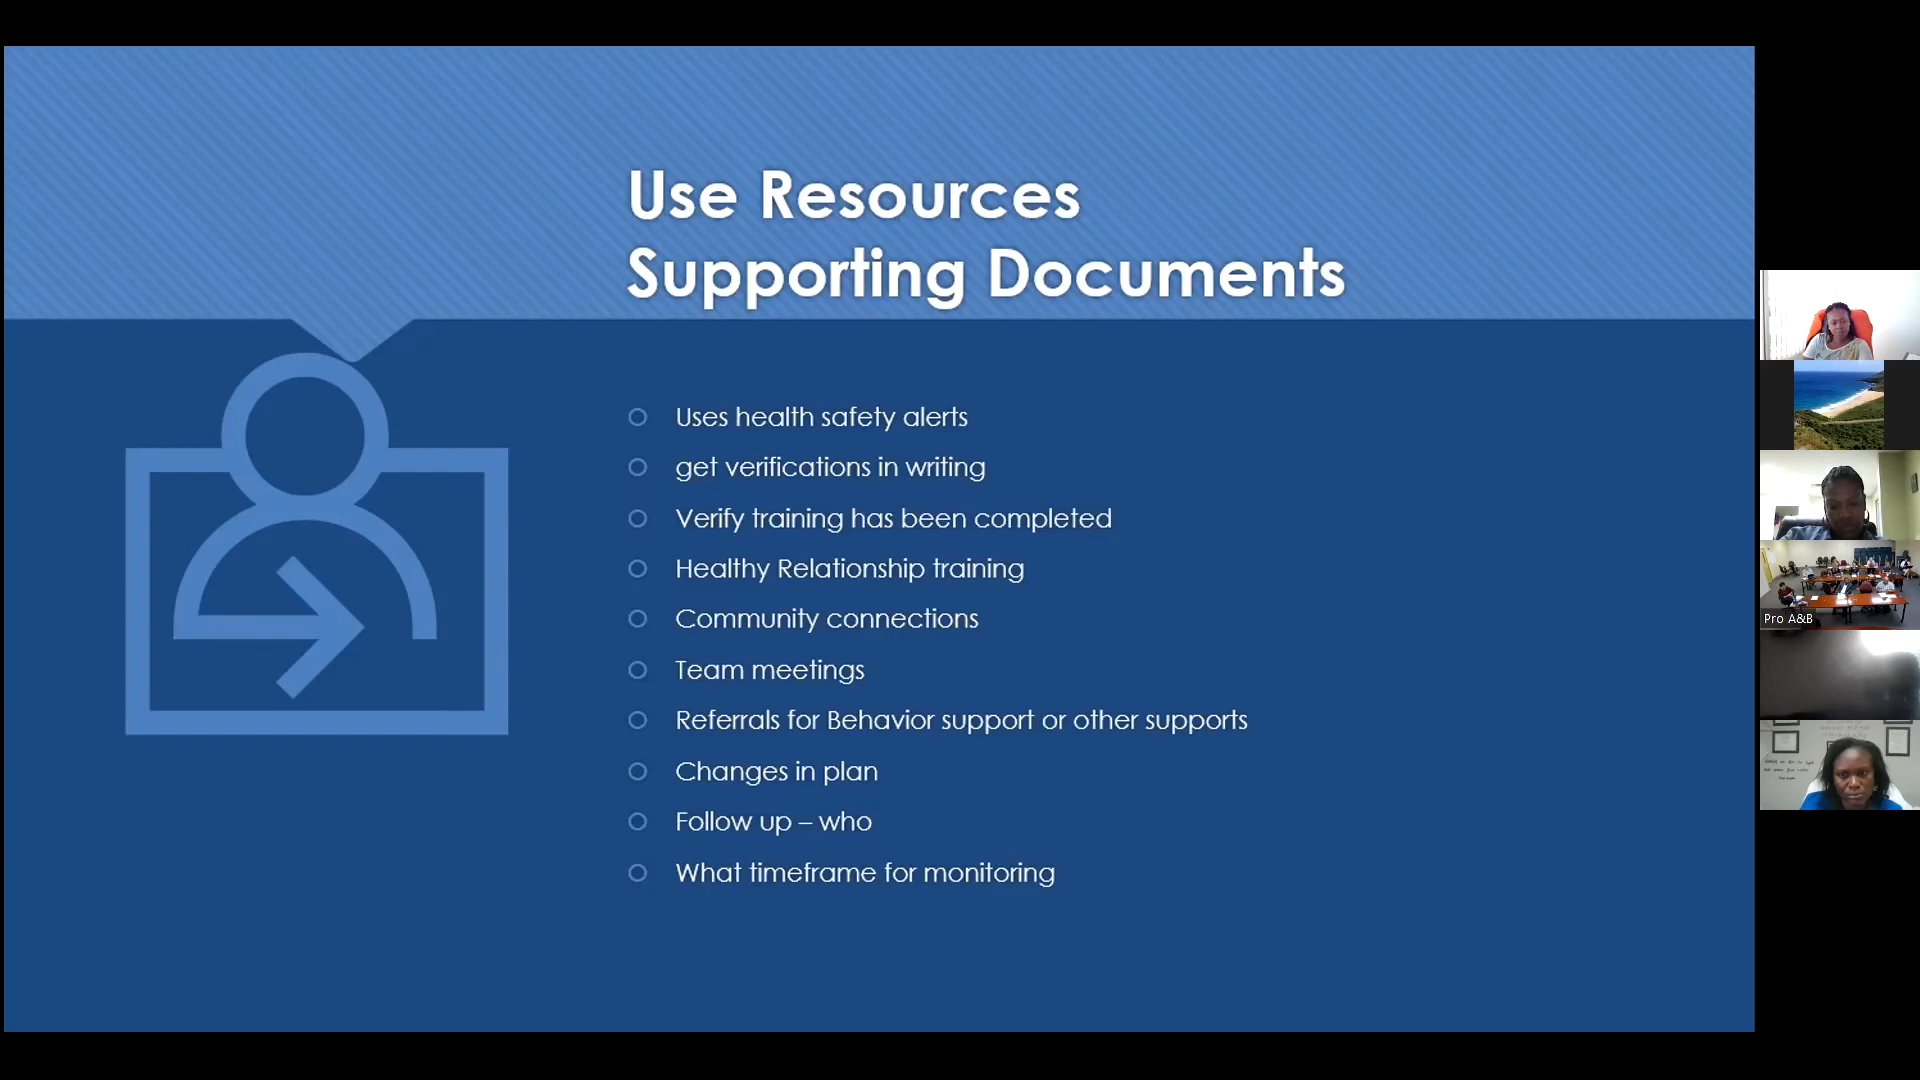 Use Resources
Supporting Documents
Uses health safety alerts
get verifications in writing
Verify training has been completed
Healthy Relationship training
Community connections
Team meetings
Referrals for Behavior support or other supports
Changes in plan
Follow up – who
What timeframe for monitoring
Pro A&B